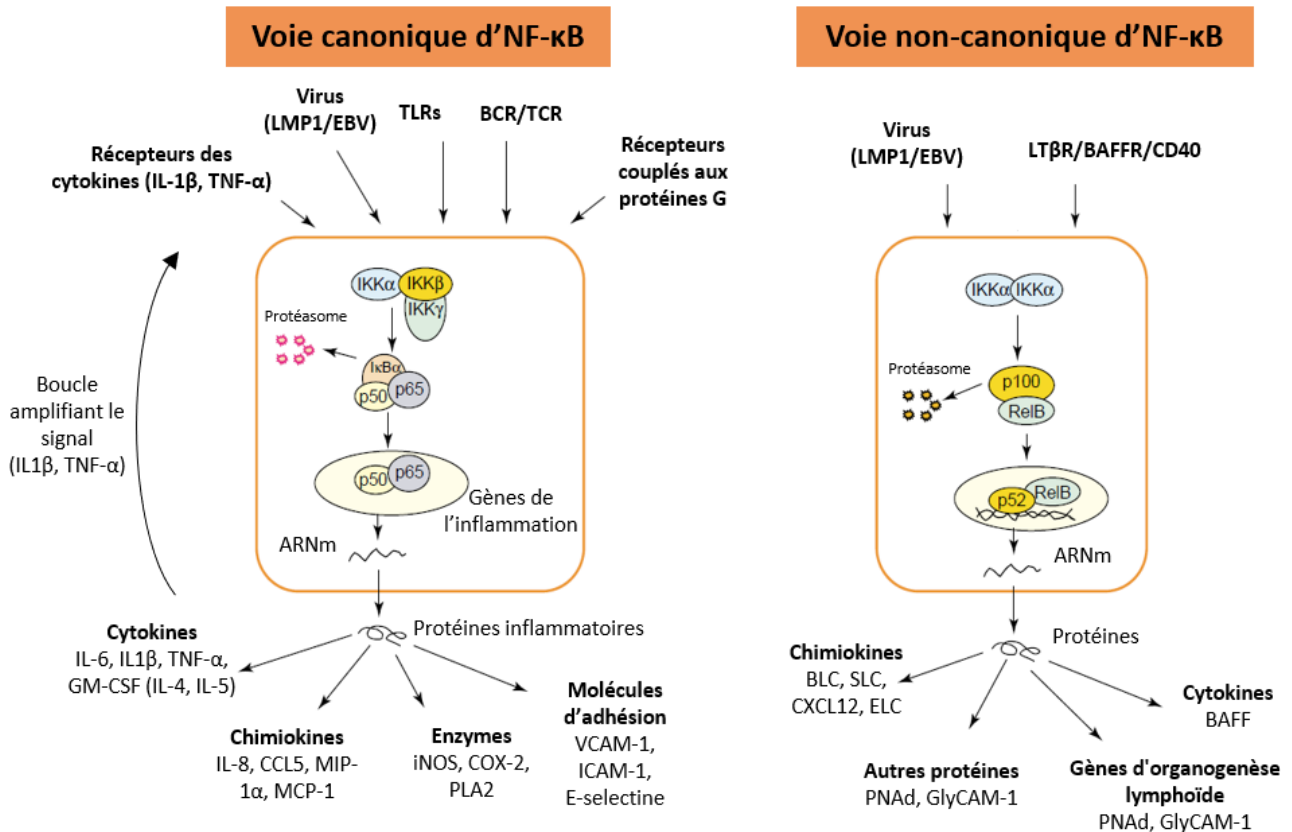 Voie canonique d’NF-κB
Virus
(LMP1/EBV)
TLRs
BCR/TCR
Récepteurs des
cytokines (IL-1β, TNF-α)
Récepteurs
couplés aux
protéines G
IKKα
IKKβ
IKKγ
Protéasome
IκBα
p50
p65
Boucle
amplifiant le
signal
(IL1β, TNF-α)
p50
p65
Gènes de
l’inflammation
ARNm
Protéines inflammatoires
Cytokines
IL-6, IL1β, TNF-α,
GM-CSF (IL-4, IL-5)
Chimiokines
IL-8, CCL5, MIP-
1α, MCP-1
Enzymes
iNOS, COX-2,
PLA2
Molécules
d’adhésion
VCAM-1,
ICAM-1,
E-selectine
Voie non-canonique d’NF-κB
Virus
(LMP1/EBV)
LTβR/BAFFR/CD40
IKKα
IKKα
Protéasome
p100
RelB
p52
RelB
ARNm
Protéines
Chimiokines
BLC, SLC,
CXCL12, ELC
Autres protéines
PNAd, GlyCAM-1
Gènes d'organogenèse
lymphoïde
PNAd, GlyCAM-1
Cytokines
BAFF